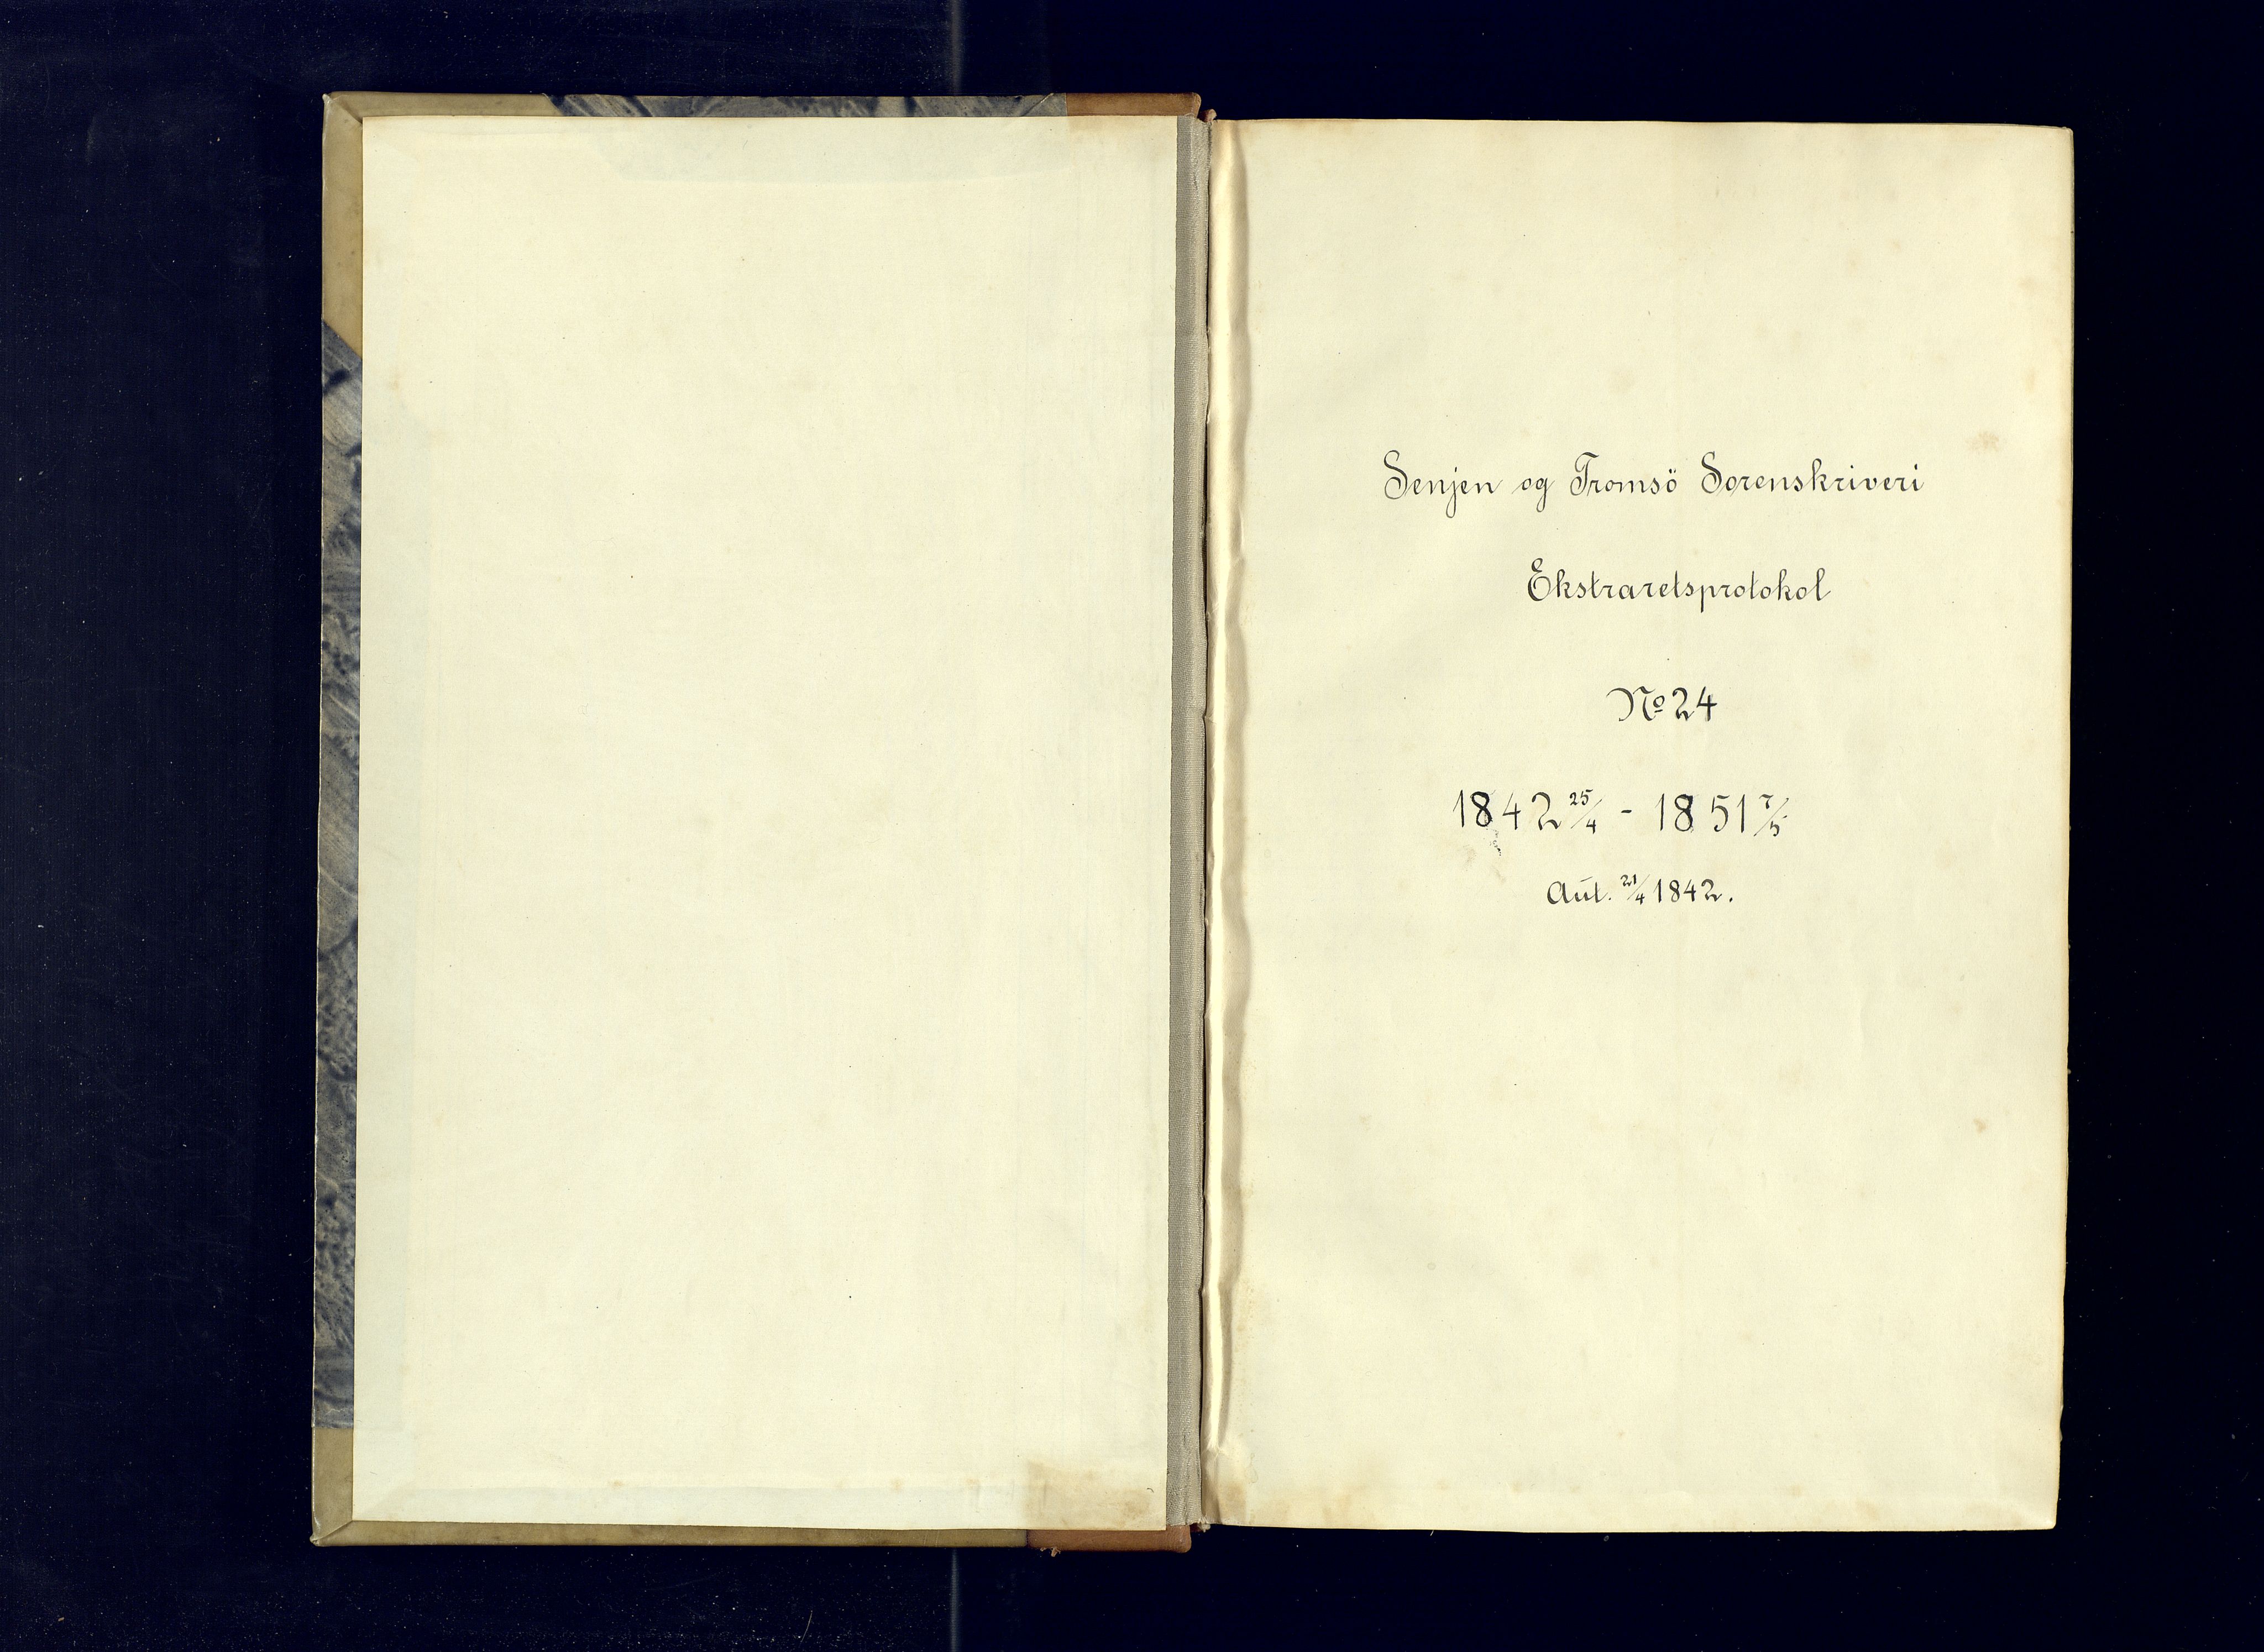 Senjen og Tromsö Sorenskriveri
Ekstraretsprotokol
No 24
1842 25/4 - 1851 7/5
Aut. 21/4 1842.